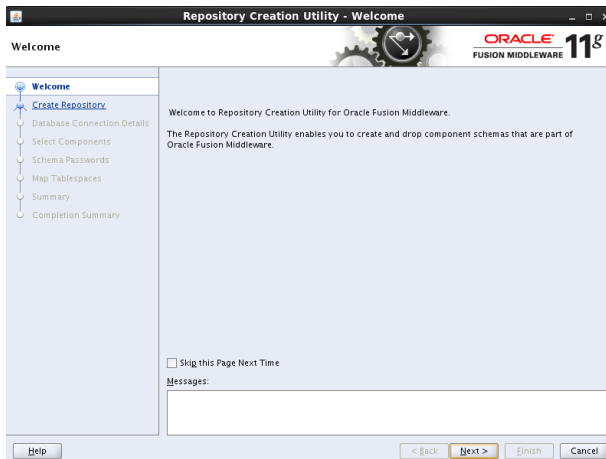 Repository Creation Utility - Welcome
Welcome
ORACLE
FUSION MIDDLEWARE
11g
Welcome
Create Repository
Database Connection Details
Select Components
Schema Passwords
Map Tablespaces
Summary
Completion Summary
Welcome to Repository Creation Utility for Oracle Fusion Middleware.
The Repository Creation Utility enables you to create and drop component schemas that are part of
Oracle Fusion Middleware.
Skip this Page Next Time
Messages:
Help
< Back
Next >
Finish
Cancel